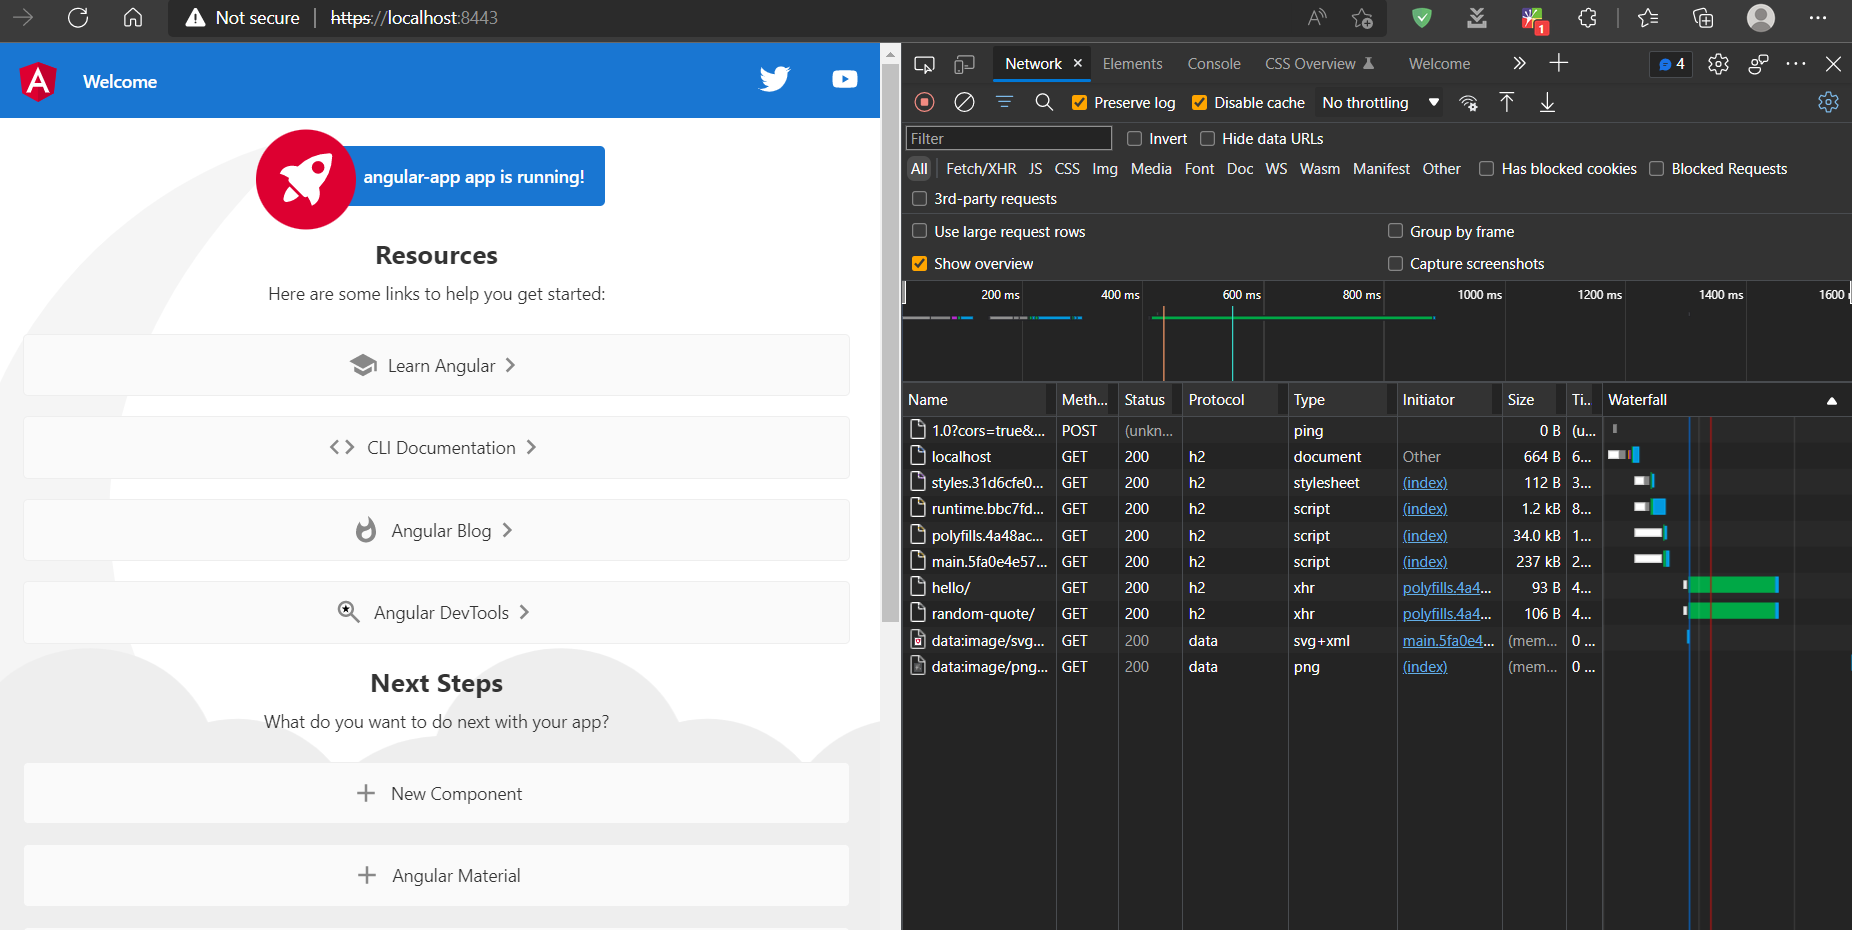 Not secure | https://localhost:8443
1
Welcome
angular-app app is running!
Resources
Here are some links to help you get started:
Learn Angular
CLI Documentation
Angular Blog
Angular DevTools
Next Steps
What do you want to do next with your app?
New Component
Angular Material
Network Elements Console CSS Overview Welcome 4
Preserve log Disable cache No throttling
Filter Invert Hide data URLs
All Fetch/XHR JS CSS Img Media Font Doc WS Wasm Manifest Other Has blocked cookies Blocked Requests
3rd-party requests
Use large request rows Group by frame
Show overview Capture screenshots
200 ms 400 ms 600 ms 800 ms 1000 ms 1200 ms 1400 ms 1600
Name Meth... Status Protocol Type Initiator Size Ti... Waterfall
1.0?cors=true&... POST (unkn... ping 0 B (u...
localhost GET 200 h2 document Other 664 B 6...
styles.31d6cfe0... GET 200 h2 stylesheet (index) 112 B 3...
runtime.bbc7fd... GET 200 h2 script (index) 1.2 kB 8...
polyfills.4a48ac... GET 200 h2 script (index) 34.0 kB 1...
main.5fa0e4e57... GET 200 h2 script (index) 237 kB 2...
hello/ GET 200 h2 xhr polyfills.4a4... 93 B 4...
random-quote/ GET 200 h2 xhr polyfills.4a4... 106 B 4...
data:image/svg... GET 200 data svg+xml main.5fa0e4... (mem... 0 ...
data:image/png... GET 200 data png (index) (mem... 0 ...